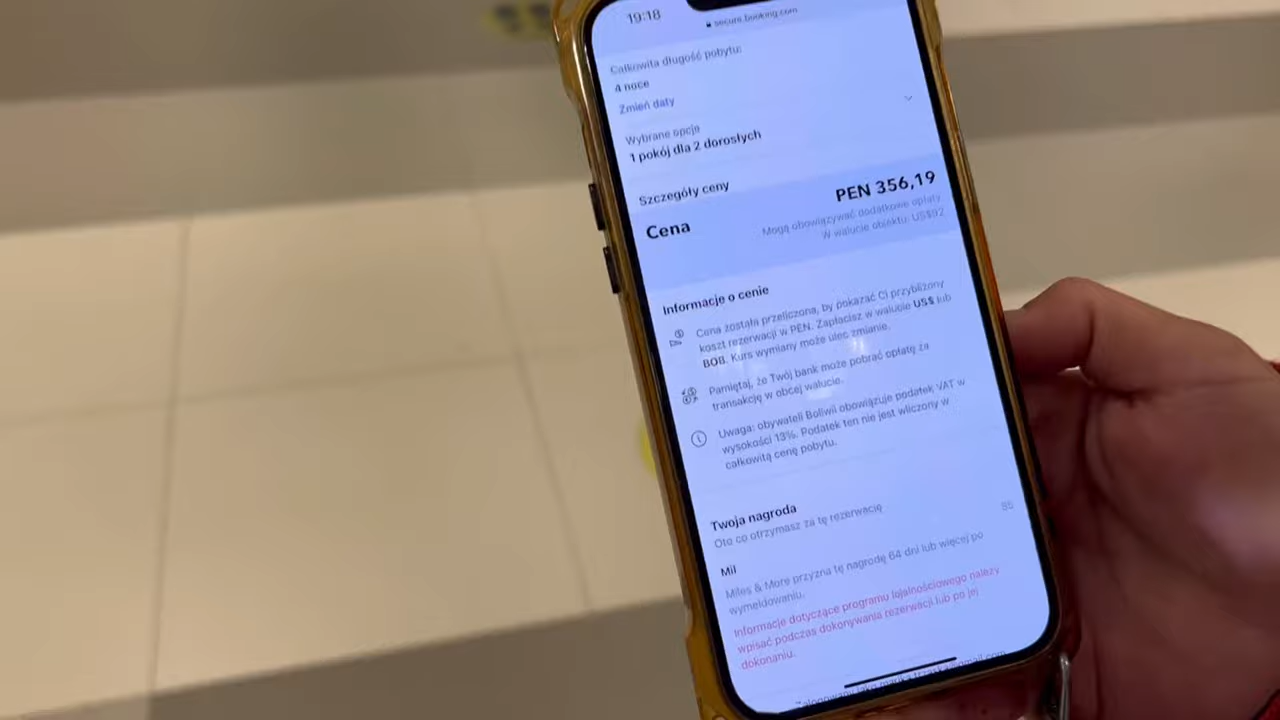 19:18
secure.booking.com
Całkowita długość pobytu:
4 noce
Zmień daty
Wybrane opcje
1 pokój dla 2 dorosłych
Szczegóły ceny
Cena
PEN 356,19
Mogą obowiązywać dodatkowe opłaty
W walucie obiektu: US$92
Informacje o cenie
Cena została przeliczona, by pokazać Ci przybliżony
koszt rezerwacji w PEN. Zapłacisz w walucie US$ lub
BOB. Kurs wymiany może ulec zmianie.
Pamiętaj, że Twój bank może pobrać opłatę za
transakcję w obcej walucie.
Uwaga: obywateli Boliwii obowiązuje podatek VAT w
wysokości 13%. Podatek ten nie jest wliczony w
całkowitą cenę pobytu.
Twoja nagroda
Oto co otrzymasz za tę rezerwację
Mil
85
Miles & More przyzna tę nagrodę 64 dni lub więcej po
wymeldowaniu.
Informacje dotyczące programu lojalnościowego należy
wpisać podczas dokonywania rezerwacji lub po jej
dokonaniu.